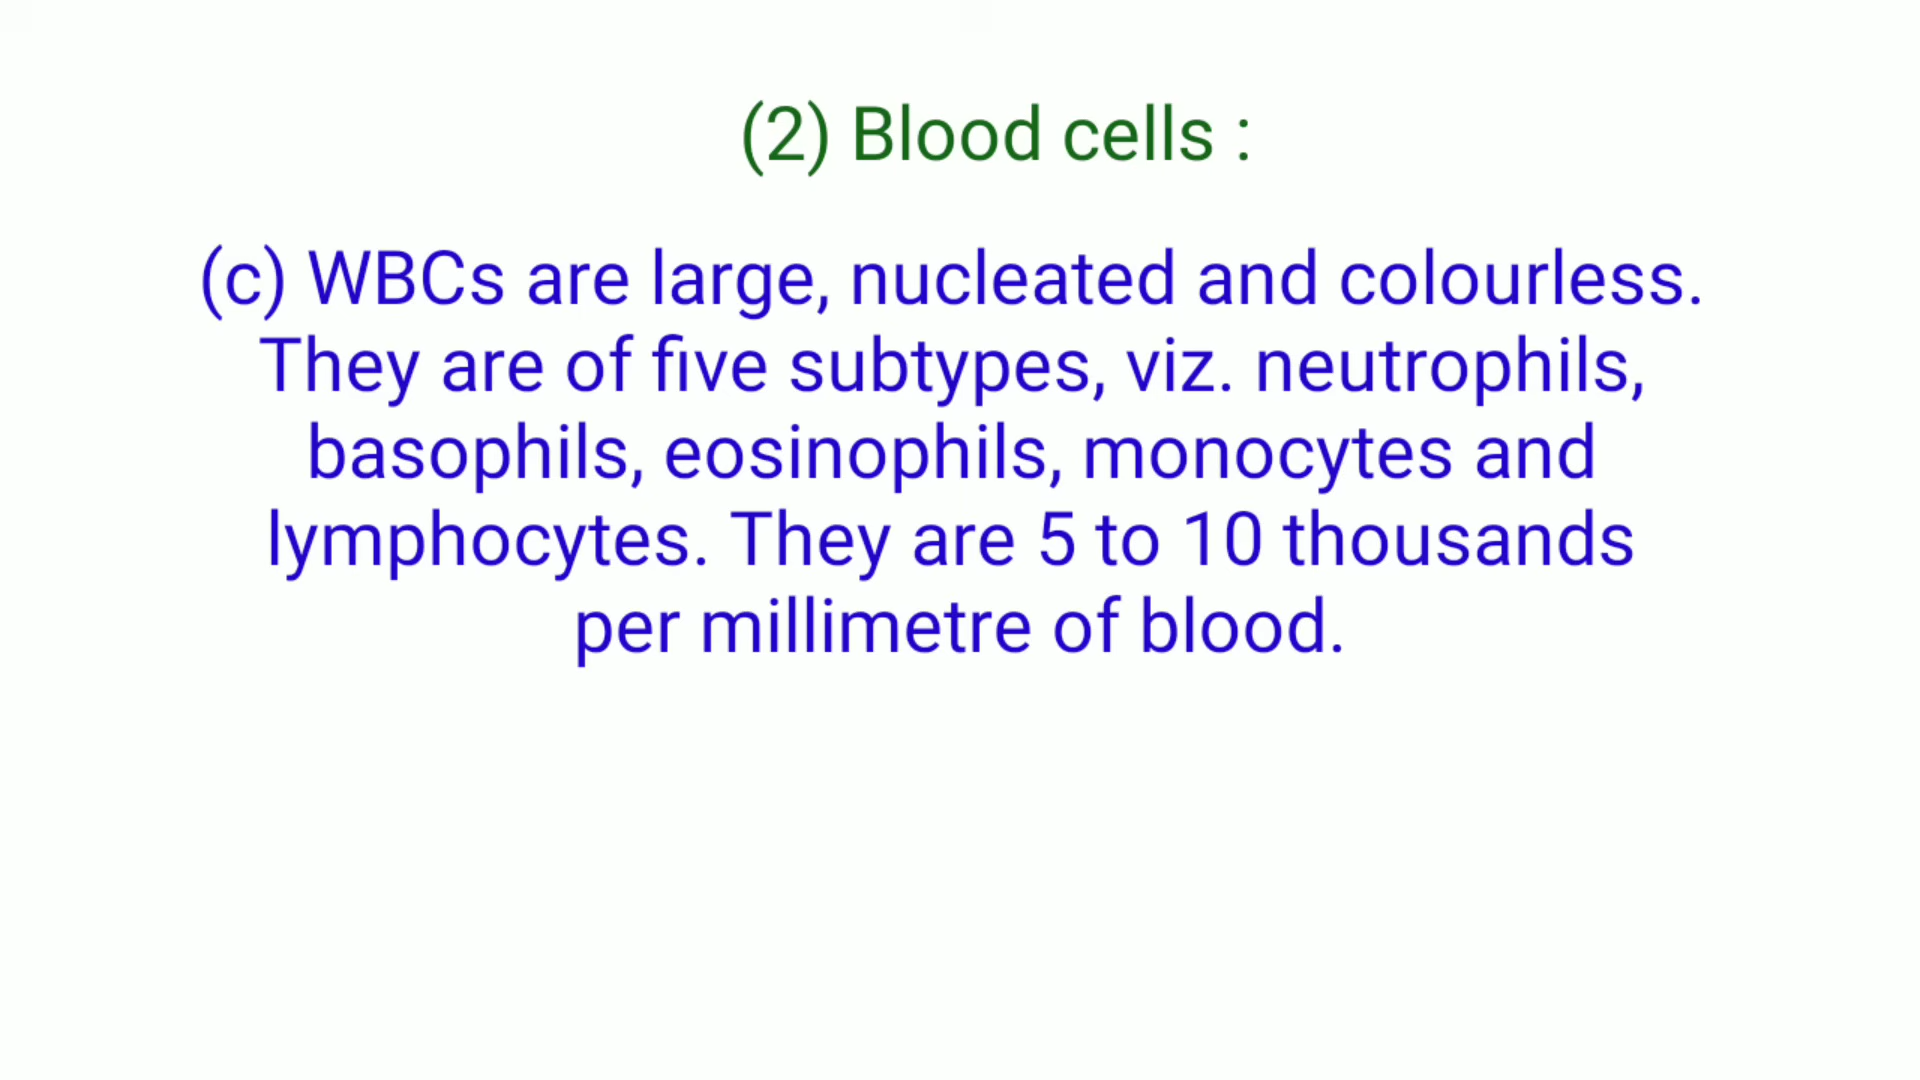 (2) Blood cells :
(c) WBCs are large, nucleated and colourless.
They are of five subtypes, viz. neutrophils,
basophils, eosinophils, monocytes and
lymphocytes. They are 5 to 10 thousands
per millimetre of blood.